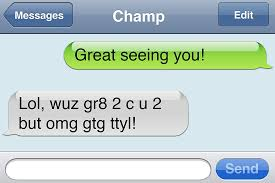 Messages
Champ
Edit
Great seeing you!
Lol, wuz gr8 2 c u 2
but omg gtg ttyl!
Send